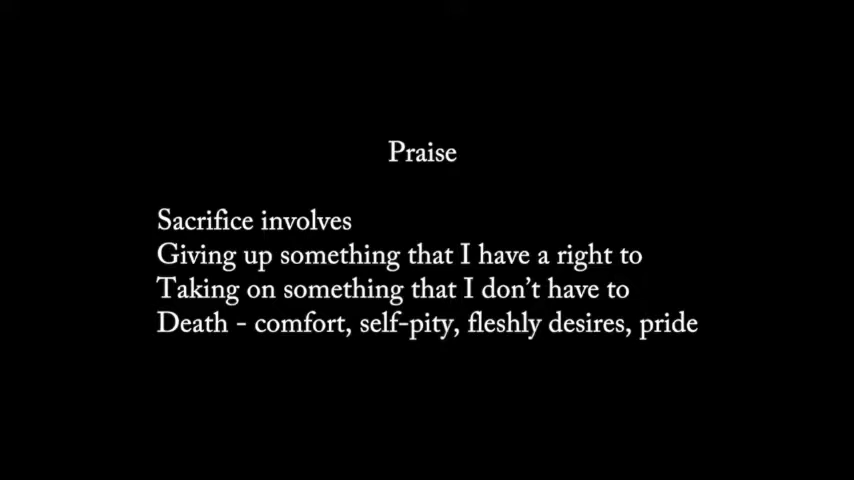 Praise
Sacrifice involves
Giving up something that I have a right to
Taking on something that I don't have to
Death - comfort, self-pity, fleshly desires, pride